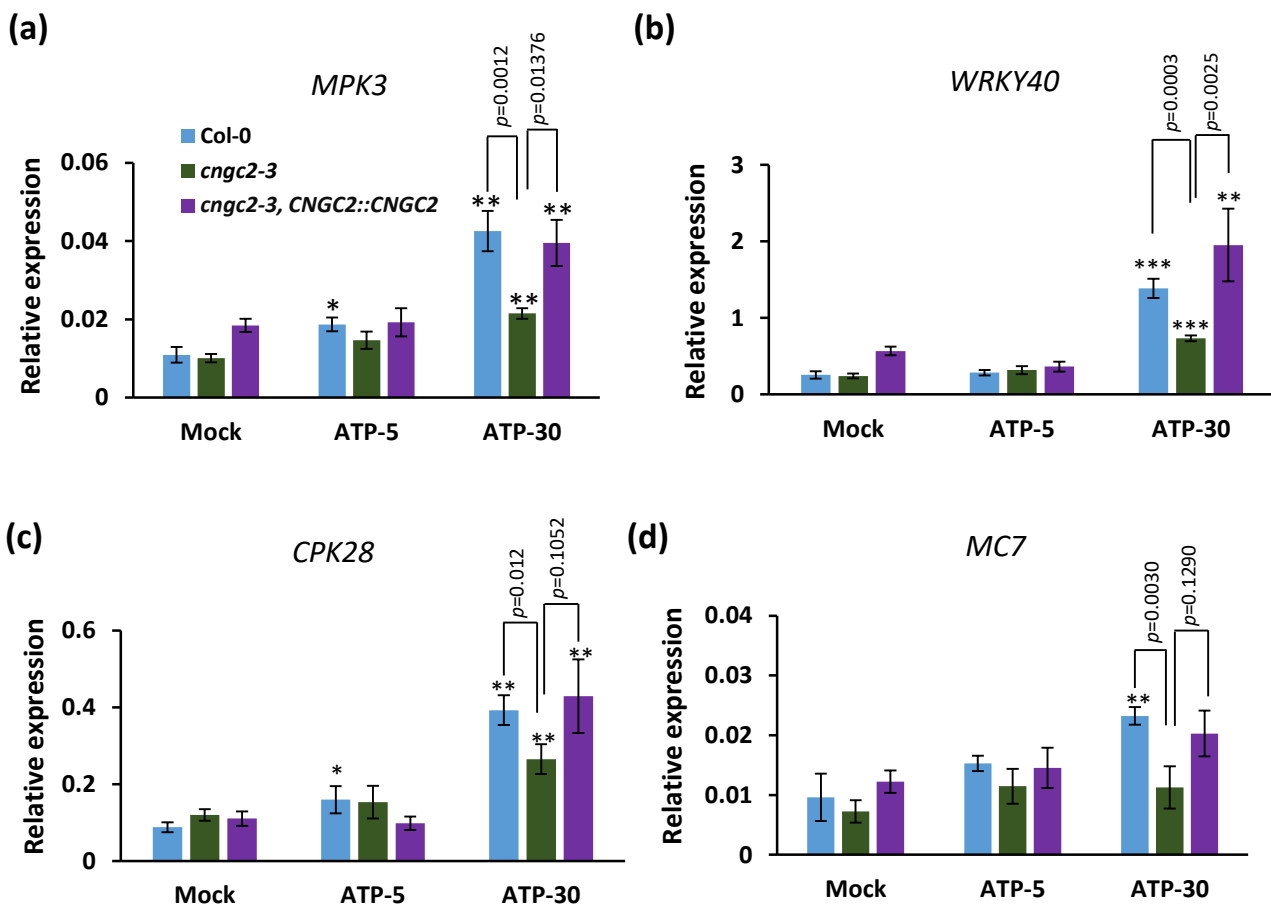 (a)
MPK3
p=0.0012
p=0.01376
Col-0
cngc2-3
cngc2-3, CNGC2::CNGC2
Relative expression
0.06
0.04
0.02
0
*
** ** **
Mock ATP-5 ATP-30
(b)
WRKY40
p=0.0003
p=0.0025
Relative expression
3
2
1
0
*** *** **
Mock ATP-5 ATP-30
(c)
CPK28
p=0.012
p=0.1052
Relative expression
0.6
0.4
0.2
0
*
** ** **
Mock ATP-5 ATP-30
(d)
MC7
p=0.0030
p=0.1290
Relative expression
0.04
0.03
0.02
0.01
0
**
Mock ATP-5 ATP-30